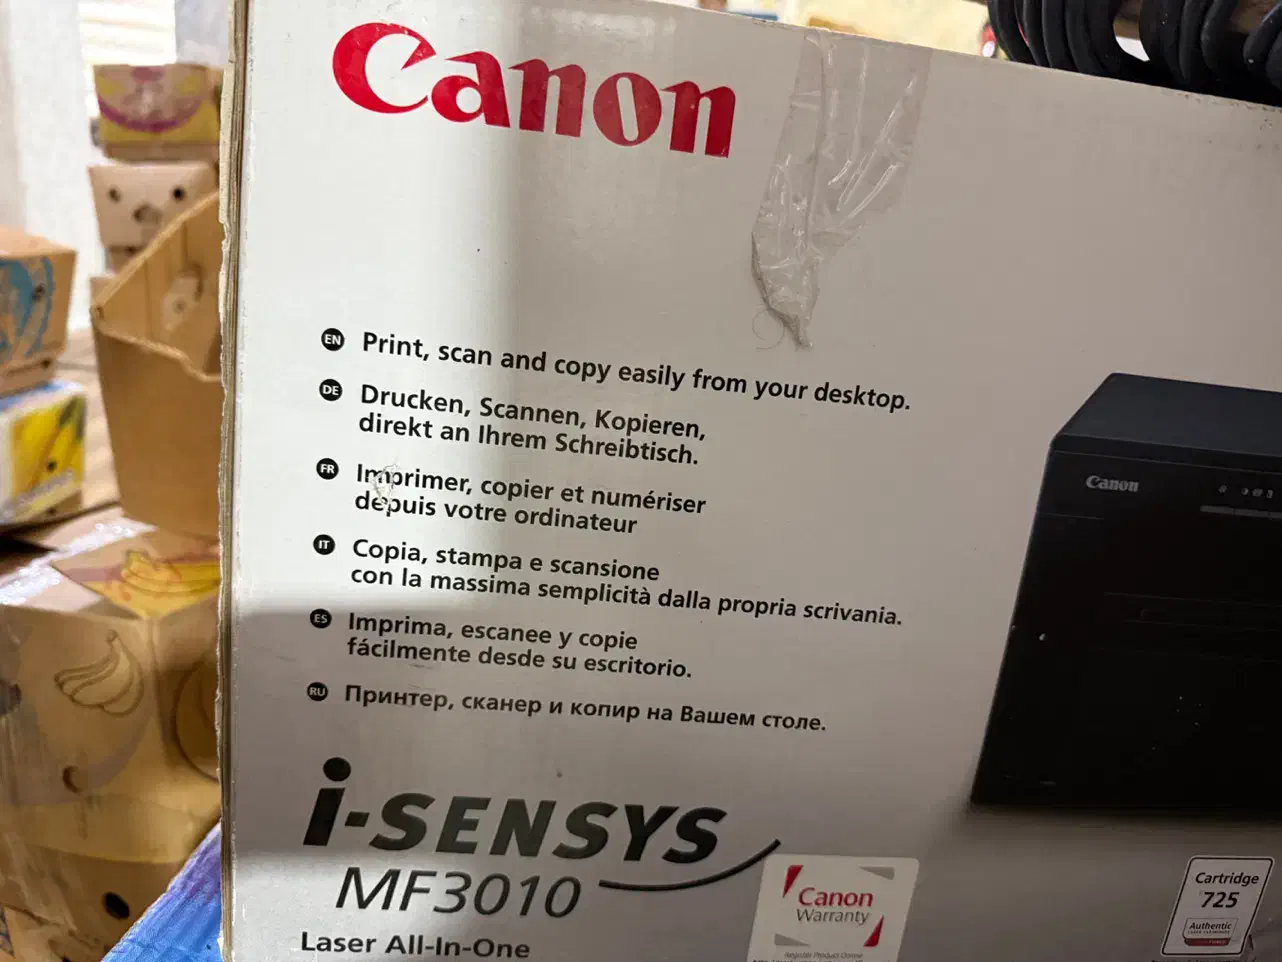 Canon
EN Print, scan and copy easily from your desktop.
DE Drucken, Scannen, Kopieren,
direkt an Ihrem Schreibtisch.
FR Imprimer, copier et numériser
depuis votre ordinateur
IT Copia, stampa e scansione
con la massima semplicità dalla propria scrivania.
ES Imprima, escanee y copie
fácilmente desde su escritorio.
RU Принтер, сканер и копир на Вашем столе.
Canon
i-SENSYS
MF3010
Laser All-In-One
Canon
Warranty
Register Product Online
Cartridge
725
Authentic